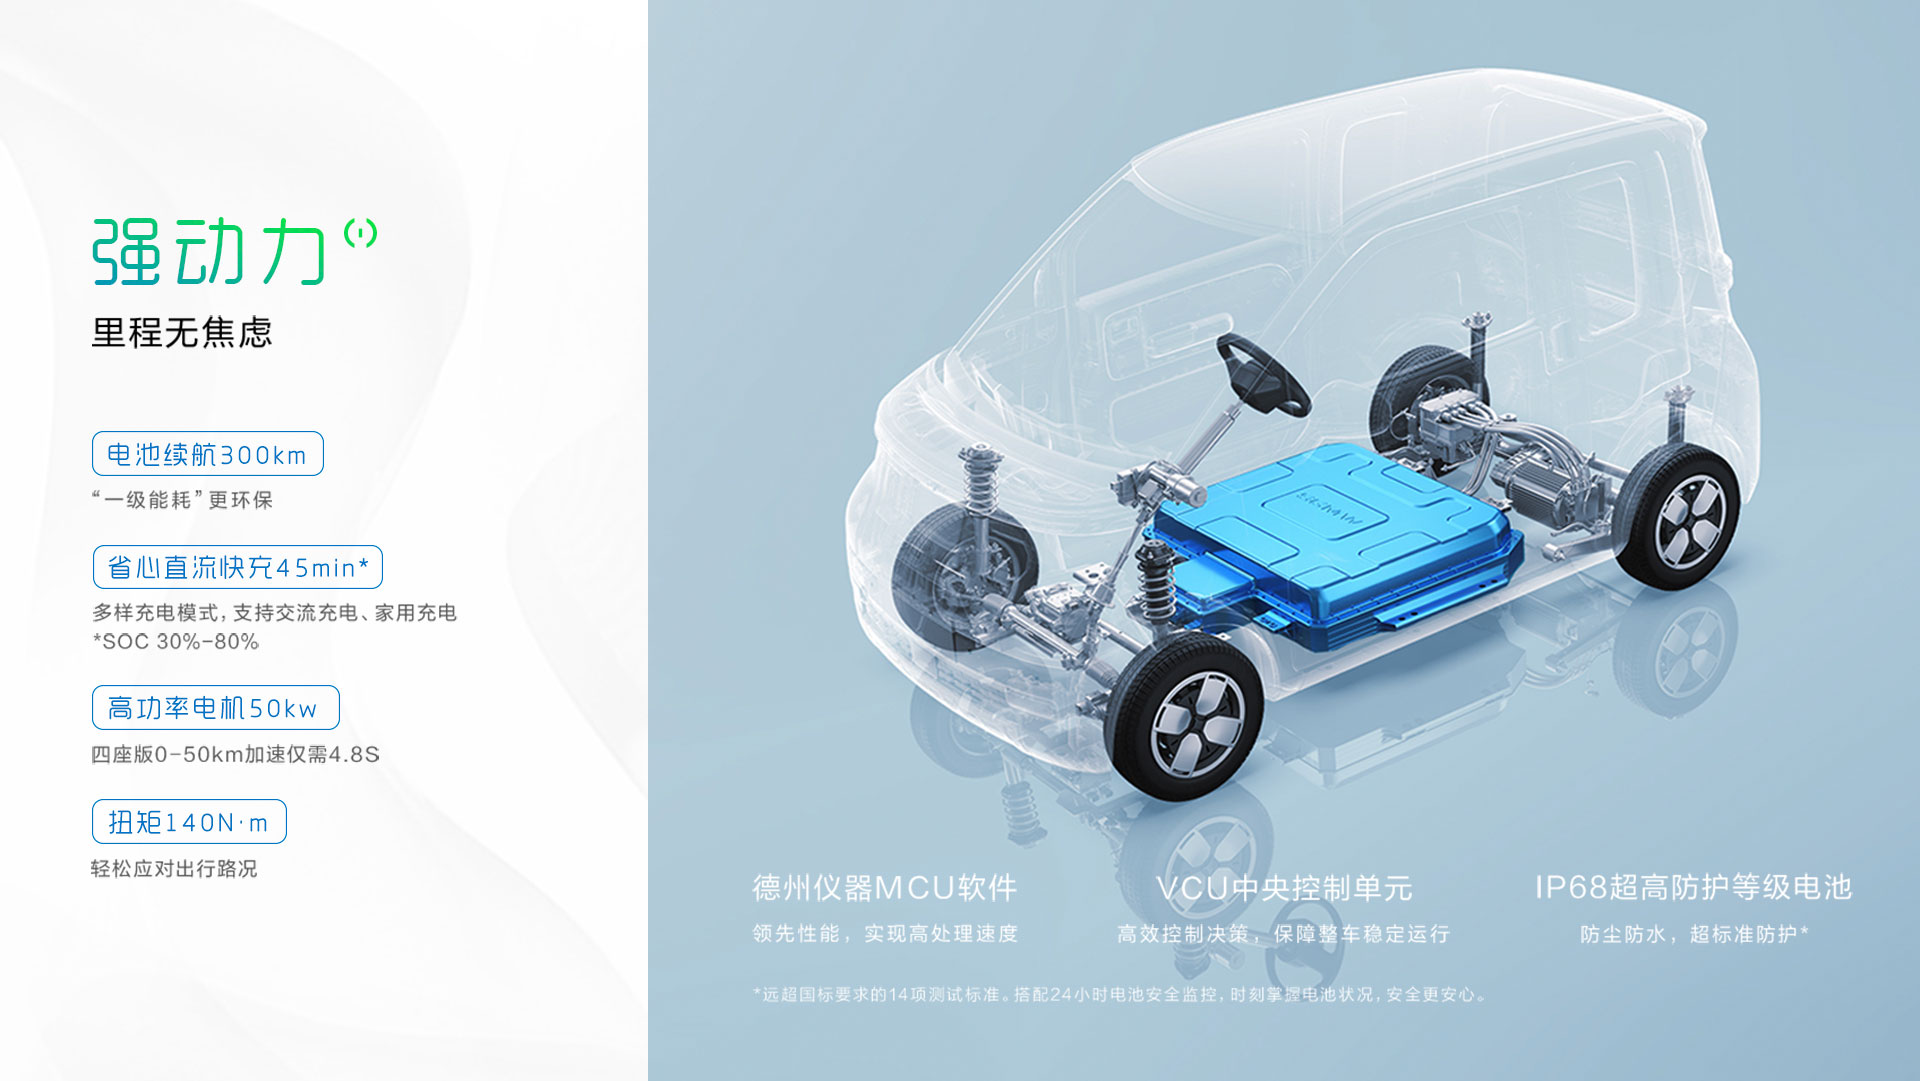 强动力
里程无焦虑
电池续航300km
“一级能耗”更环保
省心直流快充45min*
多样充电模式，支持交流充电、家用充电
*SOC 30%-80%
高功率电机50kw
四座版0-50km加速仅需4.8S
扭矩140N·m
轻松应对出行路况
德州仪器MCU软件
领先性能，实现高处理速度
VCU中央控制单元
高效控制决策，保障整车稳定运行
IP68超高防护等级电池
防尘防水，超标准防护*
*远超国标要求的14项测试标准。搭配24小时电池安全监控，时刻掌握电池状况，安全更安心。